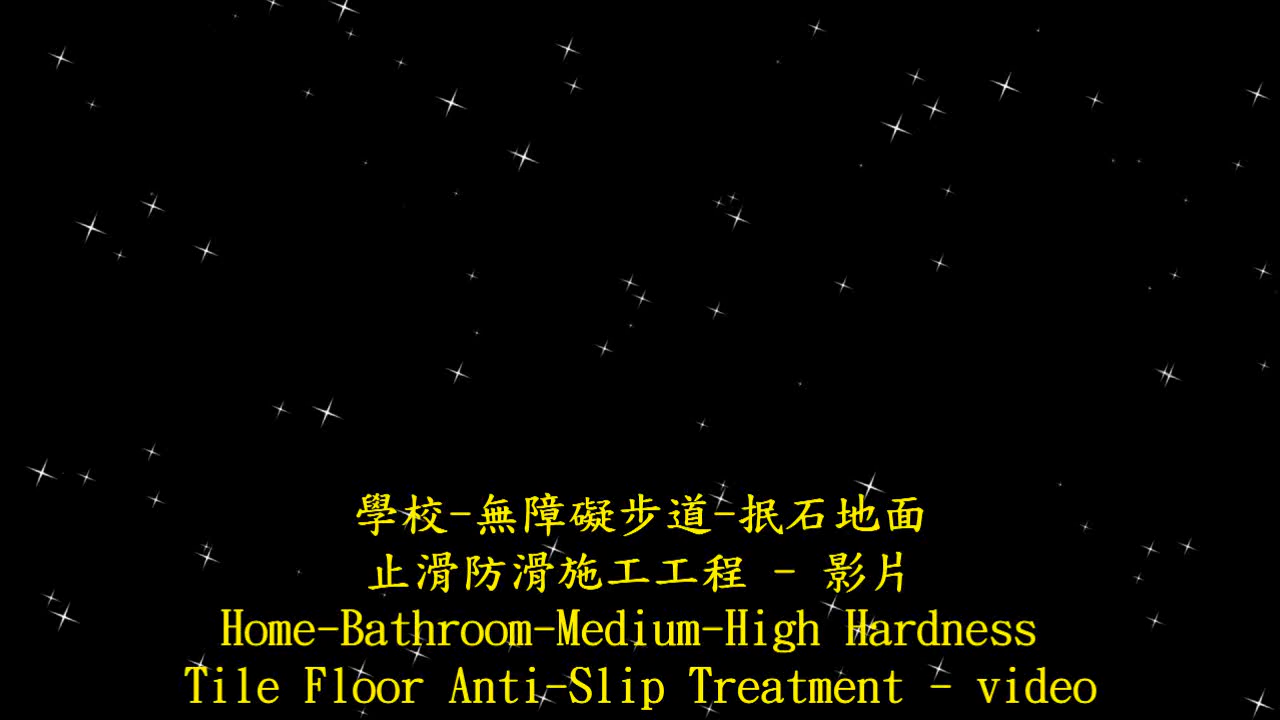 學校-無障礙步道-抿石地面
止滑防滑施工工程 - 影片
Home-Bathroom-Medium-High Hardness
Tile Floor Anti-Slip Treatment - video